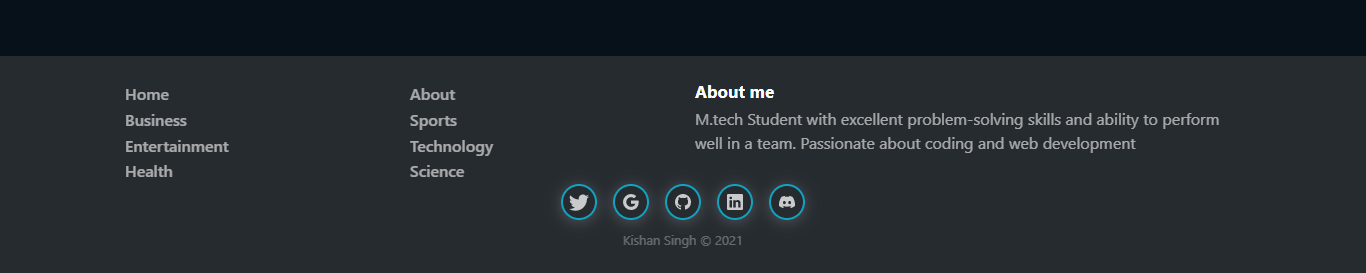 Home
Business
Entertainment
Health
About
Sports
Technology
Science
About me
M.tech Student with excellent problem-solving skills and ability to perform
well in a team. Passionate about coding and web development
Kishan Singh © 2021